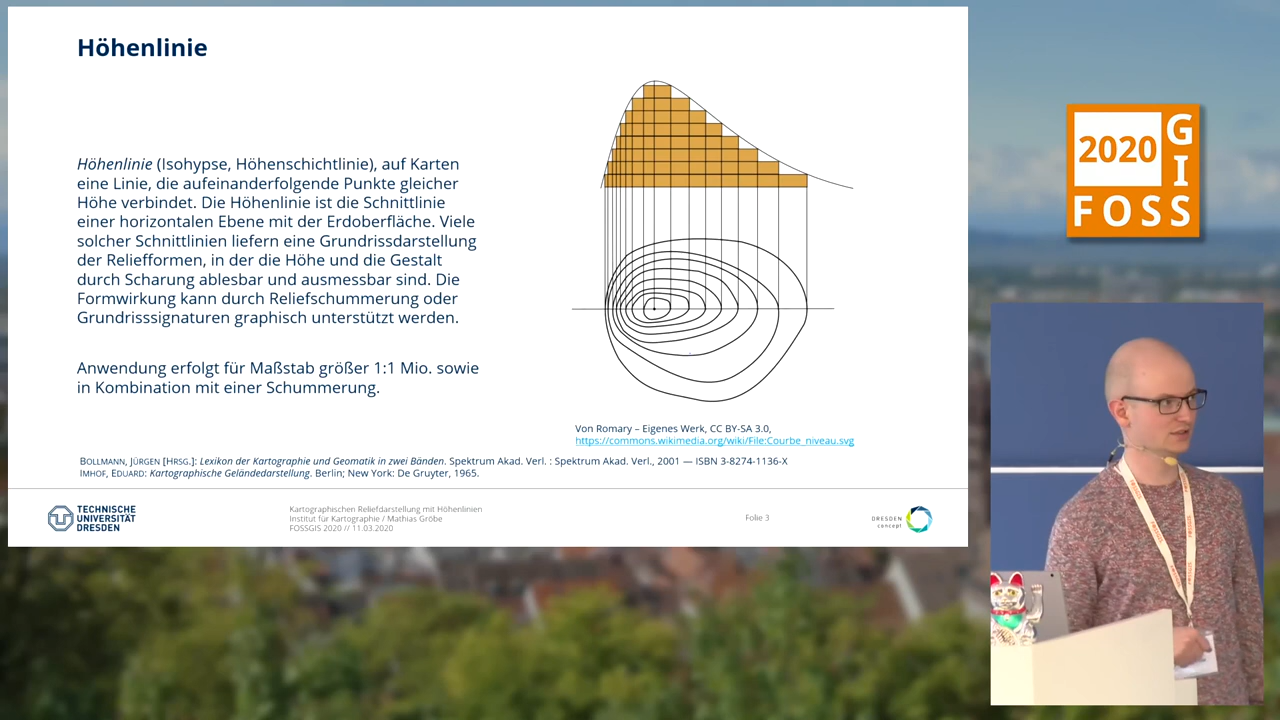 Höhenlinie
Höhenlinie (Isohypse, Höhenschichtlinie), auf Karten
eine Linie, die aufeinanderfolgende Punkte gleicher
Höhe verbindet. Die Höhenlinie ist die Schnittlinie
einer horizontalen Ebene mit der Erdoberfläche. Viele
solcher Schnittlinien liefern eine Grundrissdarstellung
der Reliefformen, in der die Höhe und die Gestalt
durch Scharung ablesbar und ausmessbar sind. Die
Formwirkung kann durch Reliefschummerung oder
Grundrisssignaturen graphisch unterstützt werden.
Anwendung erfolgt für Maßstab größer 1:1 Mio. sowie
in Kombination mit einer Schummerung.
Von Romary – Eigenes Werk, CC BY-SA 3.0,
https://commons.wikimedia.org/wiki/File:Courbe_niveau.svg
BOLLMANN, JÜRGEN [HRSG.]: Lexikon der Kartographie und Geomatik in zwei Bänden. Spektrum Akad. Verl. : Spektrum Akad. Verl., 2001 — ISBN 3-8274-1136-X
IMHOF, EDUARD: Kartographische Geländedarstellung. Berlin; New York: De Gruyter, 1965.
TECHNISCHE
UNIVERSITÄT
DRESDEN
Kartographischen Reliefdarstellung mit Höhenlinien
Institut für Kartographie / Mathias Gröbe
FOSSGIS 2020 // 11.03.2020
Folie 3
DRESDEN
concept
2020
G
I
FOSS